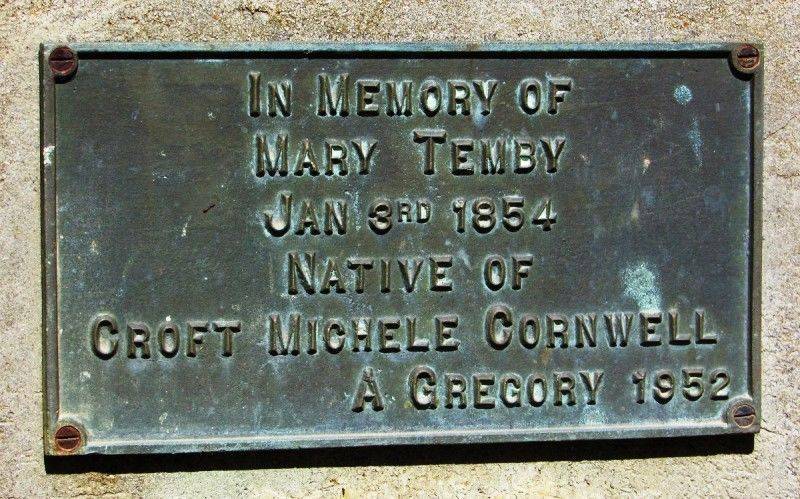 IN MEMORY OF
MARY TEMBY
JAN 3RD 1854
NATIVE OF
CROFT MICHELE CORNWELL
A GREGORY 1952